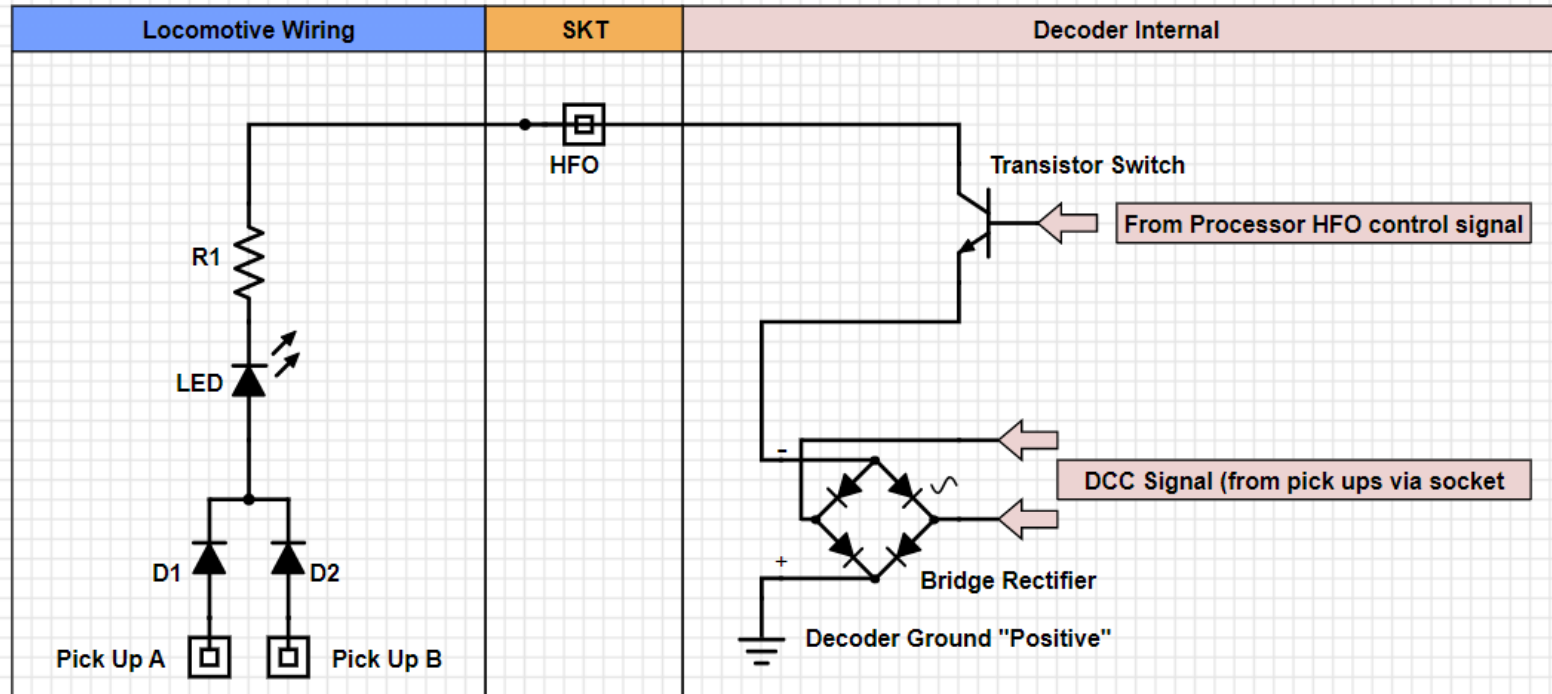 Locomotive Wiring
SKT
Decoder Internal
HFO
Transistor Switch
From Processor HFO control signal
R1
LED
-
DCC Signal (from pick ups via socket
D1
D2
+
Bridge Rectifier
Decoder Ground "Positive"
Pick Up A
Pick Up B